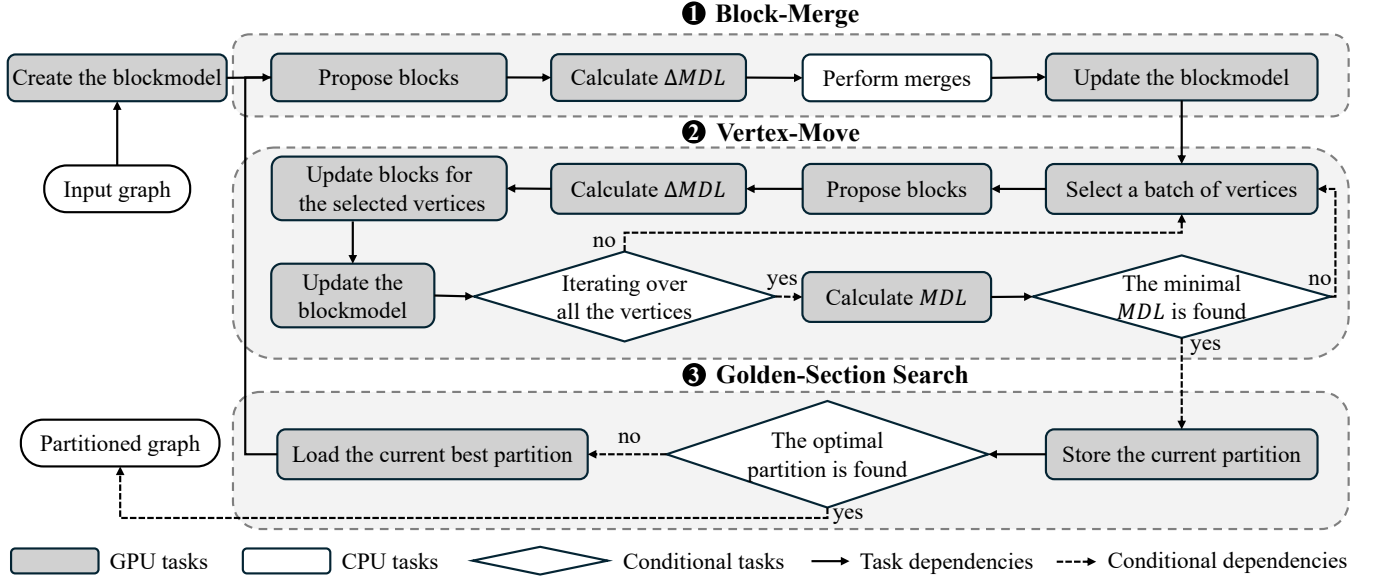 ❶ Block-Merge
Create the blockmodel
Propose blocks
Calculate Δ𝑀𝐷𝐿
Perform merges
Update the blockmodel
Input graph
❷ Vertex-Move
Update blocks for
the selected vertices
Calculate Δ𝑀𝐷𝐿
Propose blocks
Select a batch of vertices
no
Update the
blockmodel
Iterating over
all the vertices
yes
Calculate 𝑀𝐷𝐿
The minimal
𝑀𝐷𝐿 is found
no
yes
❸ Golden-Section Search
Partitioned graph
Load the current best partition
no
The optimal
partition is found
Store the current partition
yes
GPU tasks
CPU tasks
Conditional tasks
Task dependencies
Conditional dependencies